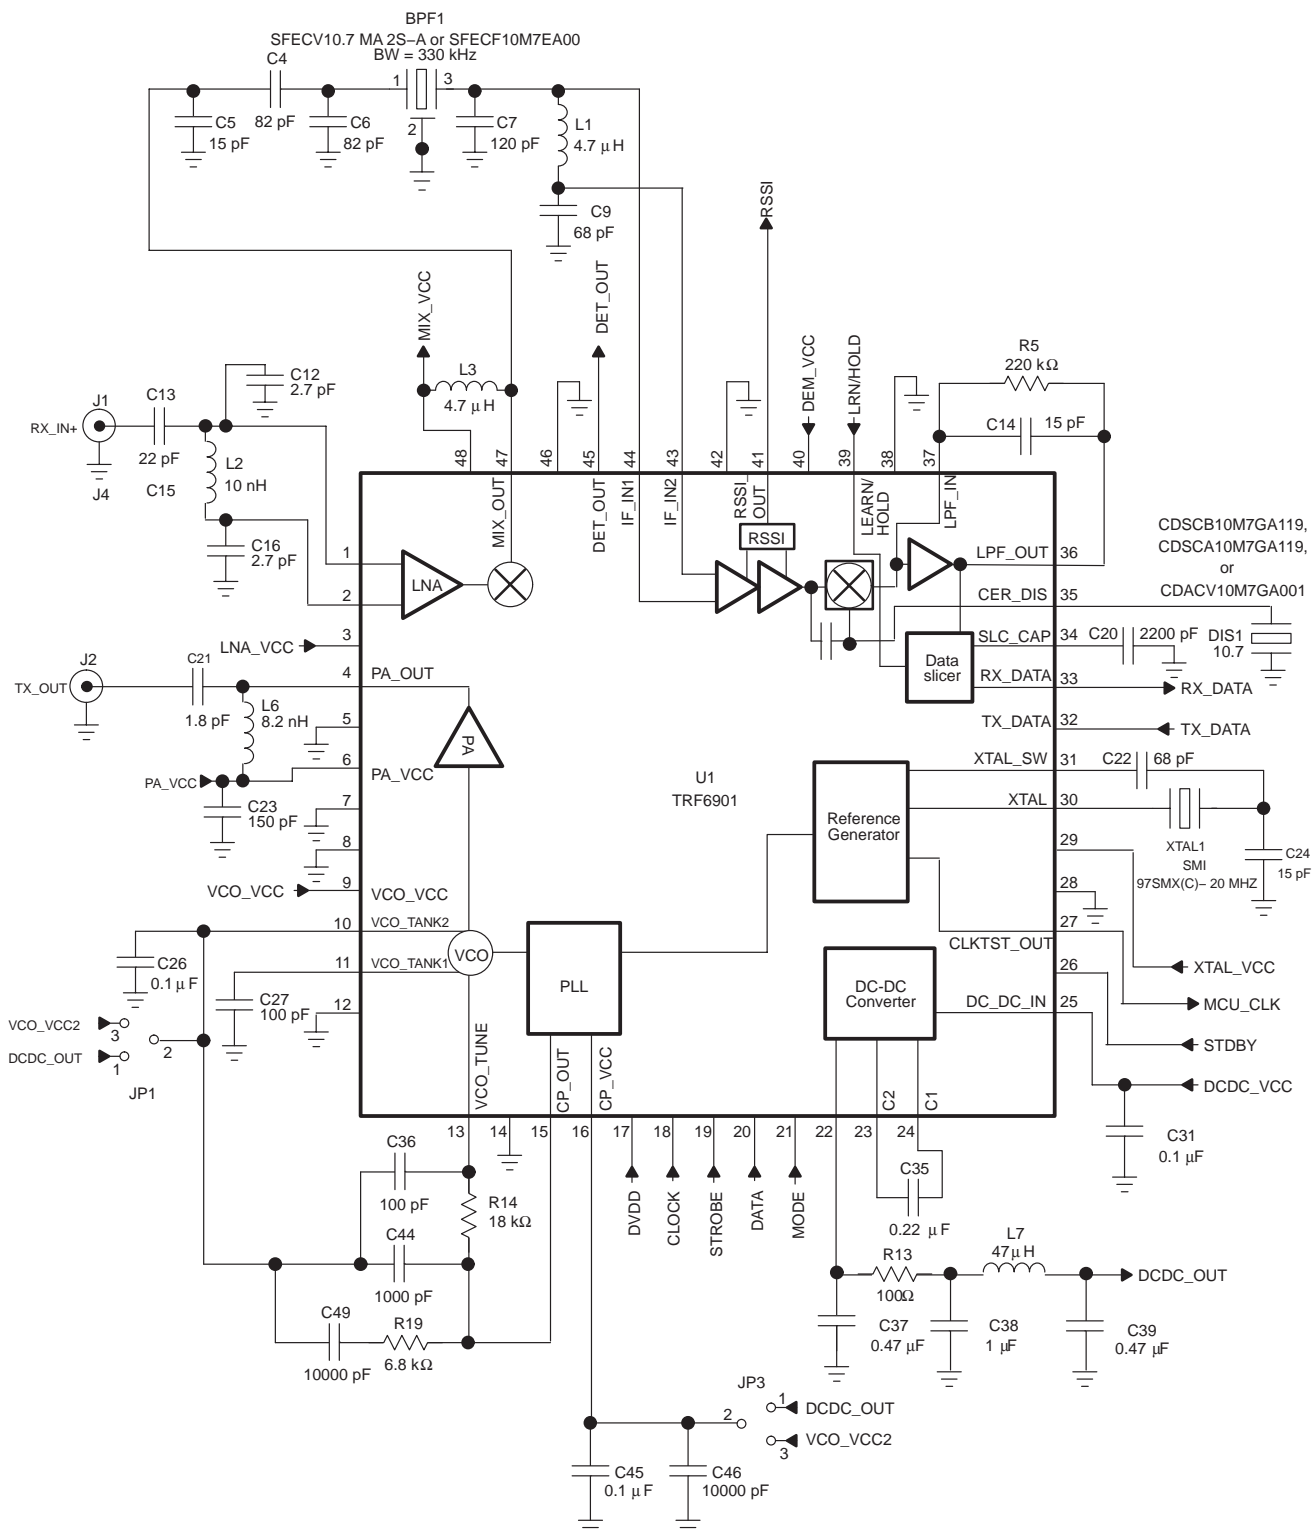 BPF1
SFECV10.7 MA 2S–A or SFECF10M7EA00
BW = 330 kHz
C4
82 pF
1
3
2
C5
15 pF
C6
82 pF
C7
120 pF
L1
4.7 μH
C9
68 pF
RSSI
MIX_VCC
DET_OUT
L3
4.7 μH
DEM_VCC
LRN/HOLD
R5
220 kΩ
C14
15 pF
J1
RX_IN+
J4
C13
22 pF
C15
C12
2.7 pF
L2
10 nH
C16
2.7 pF
48
47
46
45
44
43
42
41
40
39
38
37
MIX_OUT
DET_OUT
IF_IN1
IF_IN2
RSSI_
OUT
LEARN/
HOLD
LPF_IN
RSSI
LNA
1
2
LPF_OUT
36
CDSCB10M7GA119,
CDSCA10M7GA119,
or
CDACV10M7GA001
CER_DIS
35
SLC_CAP
34
C20
2200 pF
DIS1
10.7
Data
slicer
RX_DATA
33
RX_DATA
TX_DATA
32
TX_DATA
LNA_VCC
3
J2
TX_OUT
C21
1.8 pF
4
PA_OUT
L6
8.2 nH
5
PA
PA_VCC
6
PA_VCC
C23
150 pF
7
8
VCO_VCC
9
VCO_VCC
U1
TRF6901
Reference
Generator
XTAL_SW
31
C22
68 pF
XTAL
30
XTAL1
SMI
97SMX(C)– 20 MHZ
C24
15 pF
29
28
27
CLKTST_OUT
26
XTAL_VCC
10
VCO_TANK2
VCO
11
VCO_TANK1
C26
0.1 μF
C27
100 pF
12
PLL
DC-DC
Converter
DC_DC_IN
25
MCU_CLK
STDBY
DCDC_VCC
VCO_VCC2
3
2
DCDC_OUT
1
JP1
VCO_TUNE
CP_OUT
CP_VCC
C2
C1
C31
0.1 μF
13
14
15
16
17
18
19
20
21
22
23
24
DVDD
CLOCK
STROBE
DATA
MODE
C36
100 pF
R14
18 kΩ
C35
0.22 μF
C44
1000 pF
C49
10000 pF
R19
6.8 kΩ
R13
100Ω
L7
47μH
DCDC_OUT
C37
0.47 μF
C38
1 μF
C39
0.47 μF
JP3
2
1
DCDC_OUT
3
VCO_VCC2
C45
0.1 μF
C46
10000 pF